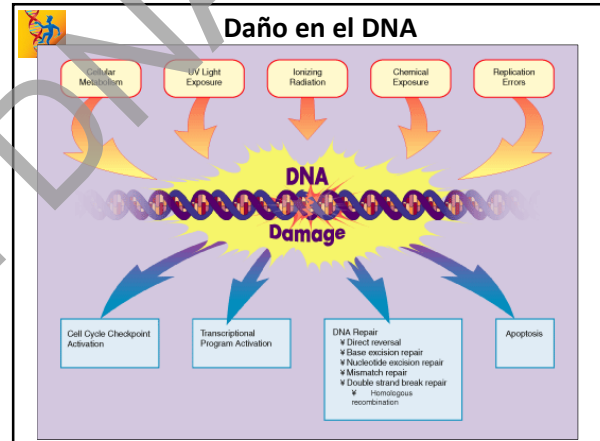 Daño en el DNA
Cellular
Metabolism
UV Light
Exposure
Ionizing
Radiation
Chemical
Exposure
Replication
Errors
DNA
Damage
Cell Cycle Checkpoint
Activation
Transcriptional
Program Activation
DNA Repair
¥ Direct reversal
¥ Base excision repair
¥ Nucleotide excision repair
¥ Mismatch repair
¥ Double strand break repair
¥ Homologous
recombination
Apoptosis
DNA